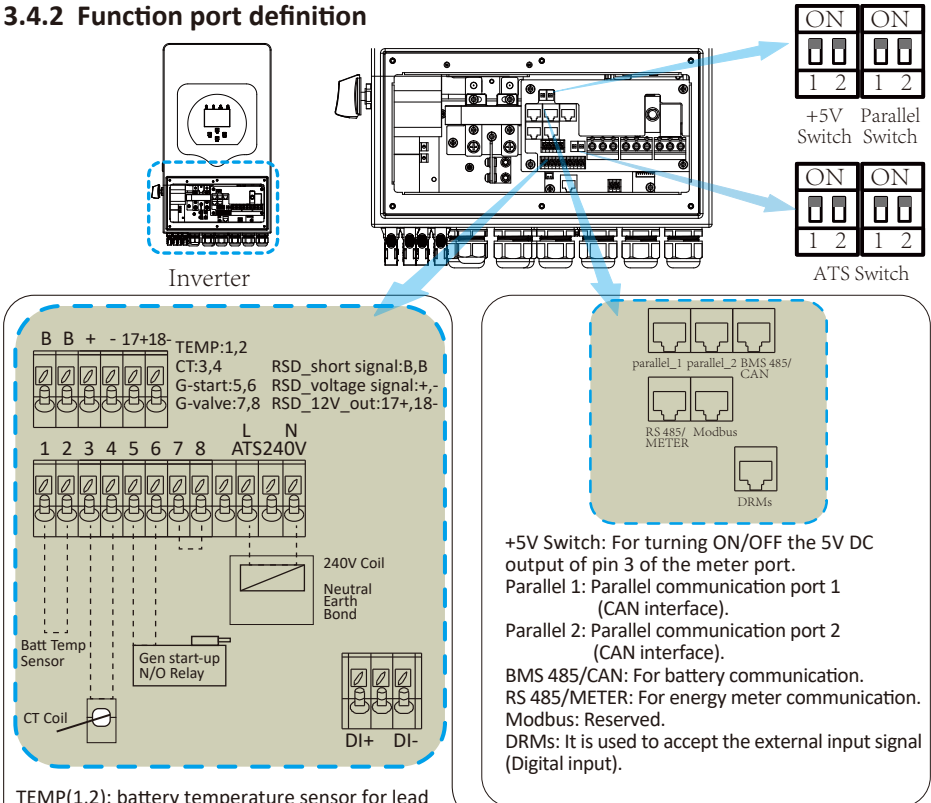 3.4.2 Function port definition
ON ON
1 2 1 2
+5V Parallel
Switch Switch
ON ON
1 2 1 2
ATS Switch
Inverter
B B + - 17+18-
TEMP:1,2
CT:3,4 RSD_short signal:B,B
G-start:5,6 RSD_voltage signal:+,-
G-valve:7,8 RSD_12V_out:17+,18-
L N
1 2 3 4 5 6 7 8 ATS240V
240V Coil
Neutral
Earth
Bond
Batt Temp
Sensor
Gen start-up
N/O Relay
CT Coil
DI+ DI-
TEMP(1,2): battery temperature sensor for lead
parallel_1 parallel_2 BMS 485/
CAN
RS 485/ Modbus
METER
DRMs
+5V Switch: For turning ON/OFF the 5V DC
output of pin 3 of the meter port.
Parallel 1: Parallel communication port 1
(CAN interface).
Parallel 2: Parallel communication port 2
(CAN interface).
BMS 485/CAN: For battery communication.
RS 485/METER: For energy meter communication.
Modbus: Reserved.
DRMs: It is used to accept the external input signal
(Digital input).